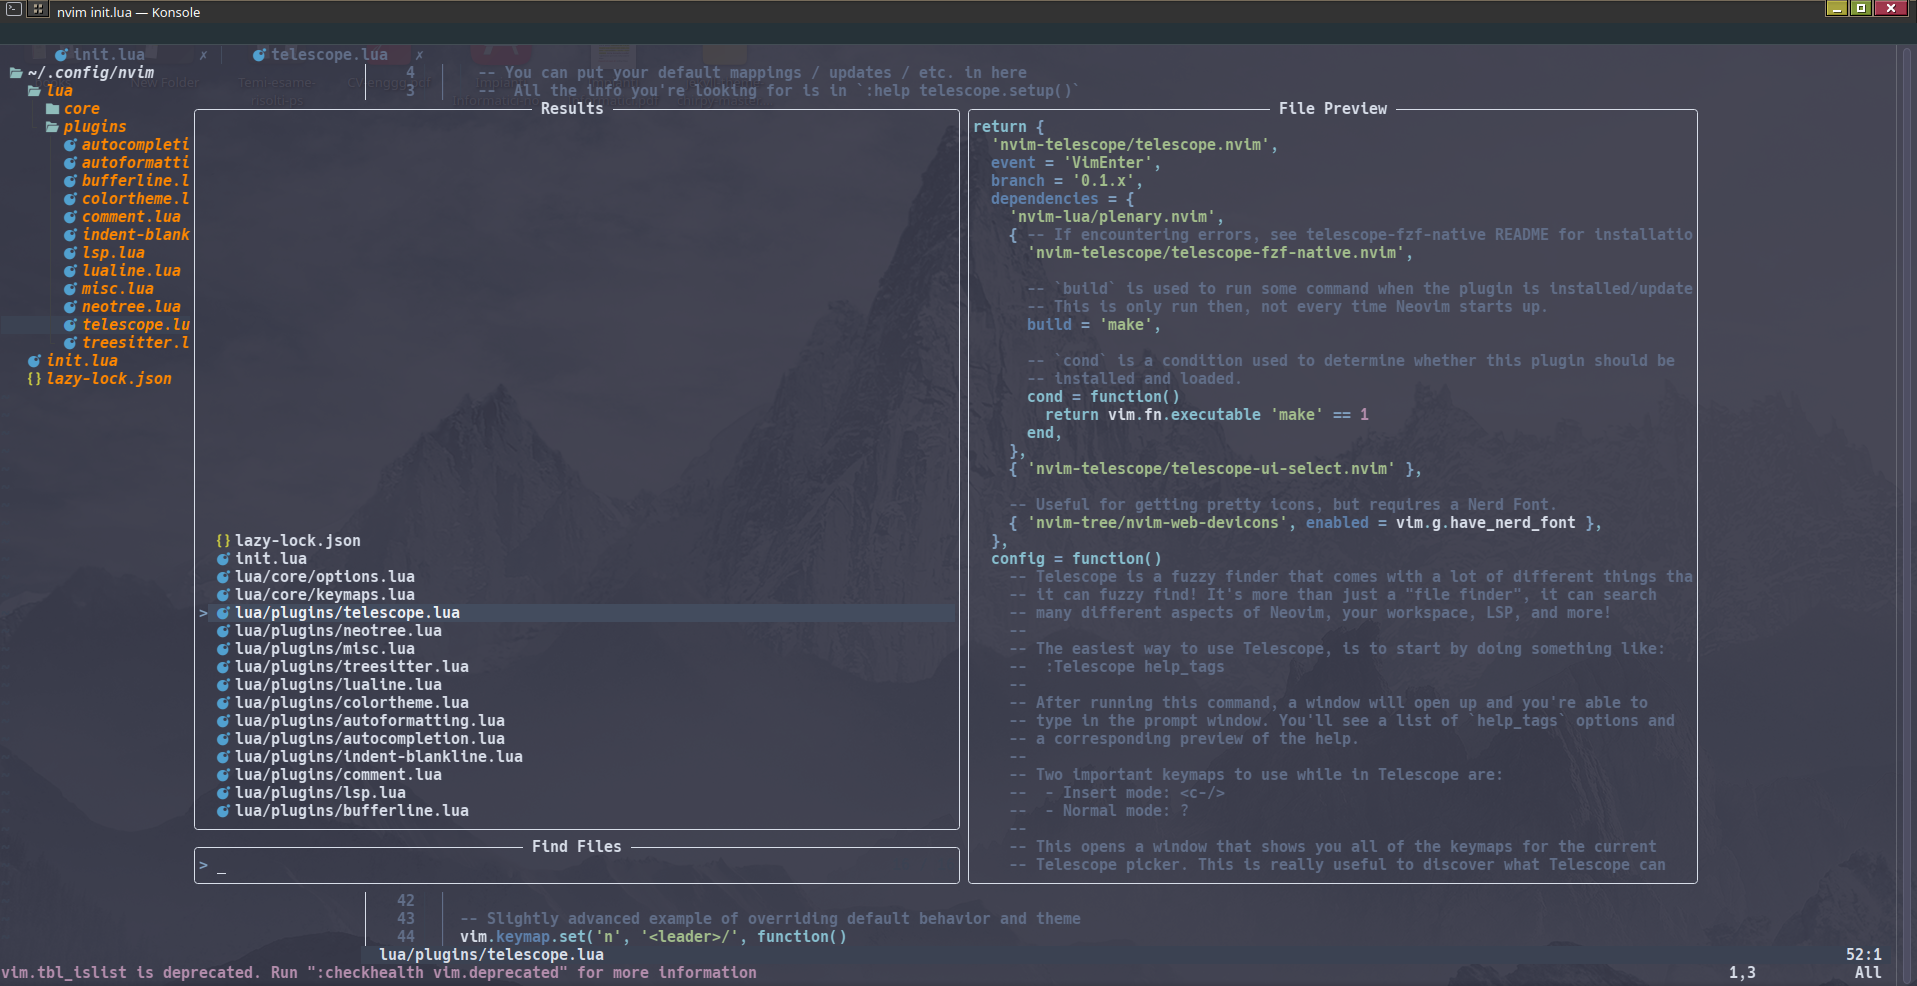 nvim init.lua — Konsole
init.lua ✗ telescope.lua ✗
~/.config/nvim
lua
core
plugins
autocompleti
autoformatti
bufferline.l
colortheme.l
comment.lua
indent-blank
lsp.lua
lualine.lua
misc.lua
neotree.lua
telescope.lu
treesitter.l
init.lua
{} lazy-lock.json
4 -- You can put your default mappings / updates / etc. in here
3 -- All the info you're looking for is in `:help telescope.setup()`
Results
{} lazy-lock.json
init.lua
lua/core/options.lua
lua/core/keymaps.lua
> lua/plugins/telescope.lua
lua/plugins/neotree.lua
lua/plugins/misc.lua
lua/plugins/treesitter.lua
lua/plugins/lualine.lua
lua/plugins/colortheme.lua
lua/plugins/autoformatting.lua
lua/plugins/autocompletion.lua
lua/plugins/indent-blankline.lua
lua/plugins/comment.lua
lua/plugins/lsp.lua
lua/plugins/bufferline.lua
Find Files
> _
File Preview
return {
'nvim-telescope/telescope.nvim',
event = 'VimEnter',
branch = '0.1.x',
dependencies = {
'nvim-lua/plenary.nvim',
{ -- If encountering errors, see telescope-fzf-native README for installatio
'nvim-telescope/telescope-fzf-native.nvim',
-- `build` is used to run some command when the plugin is installed/update
-- This is only run then, not every time Neovim starts up.
build = 'make',
-- `cond` is a condition used to determine whether this plugin should be
-- installed and loaded.
cond = function()
return vim.fn.executable 'make' == 1
end,
},
{ 'nvim-telescope/telescope-ui-select.nvim' },
-- Useful for getting pretty icons, but requires a Nerd Font.
{ 'nvim-tree/nvim-web-devicons', enabled = vim.g.have_nerd_font },
},
config = function()
-- Telescope is a fuzzy finder that comes with a lot of different things tha
-- it can fuzzy find! It's more than just a "file finder", it can search
-- many different aspects of Neovim, your workspace, LSP, and more!
--
-- The easiest way to use Telescope, is to start by doing something like:
-- :Telescope help_tags
--
-- After running this command, a window will open up and you're able to
-- type in the prompt window. You'll see a list of `help_tags` options and
-- a corresponding preview of the help.
--
-- Two important keymaps to use while in Telescope are:
-- - Insert mode: <c-/>
-- - Normal mode: ?
--
-- This opens a window that shows you all of the keymaps for the current
-- Telescope picker. This is really useful to discover what Telescope can
42
43 -- Slightly advanced example of overriding default behavior and theme
44 vim.keymap.set('n', '<leader>/', function()
lua/plugins/telescope.lua 52:1
vim.tbl_islist is deprecated. Run ":checkhealth vim.deprecated" for more information 1,3 All